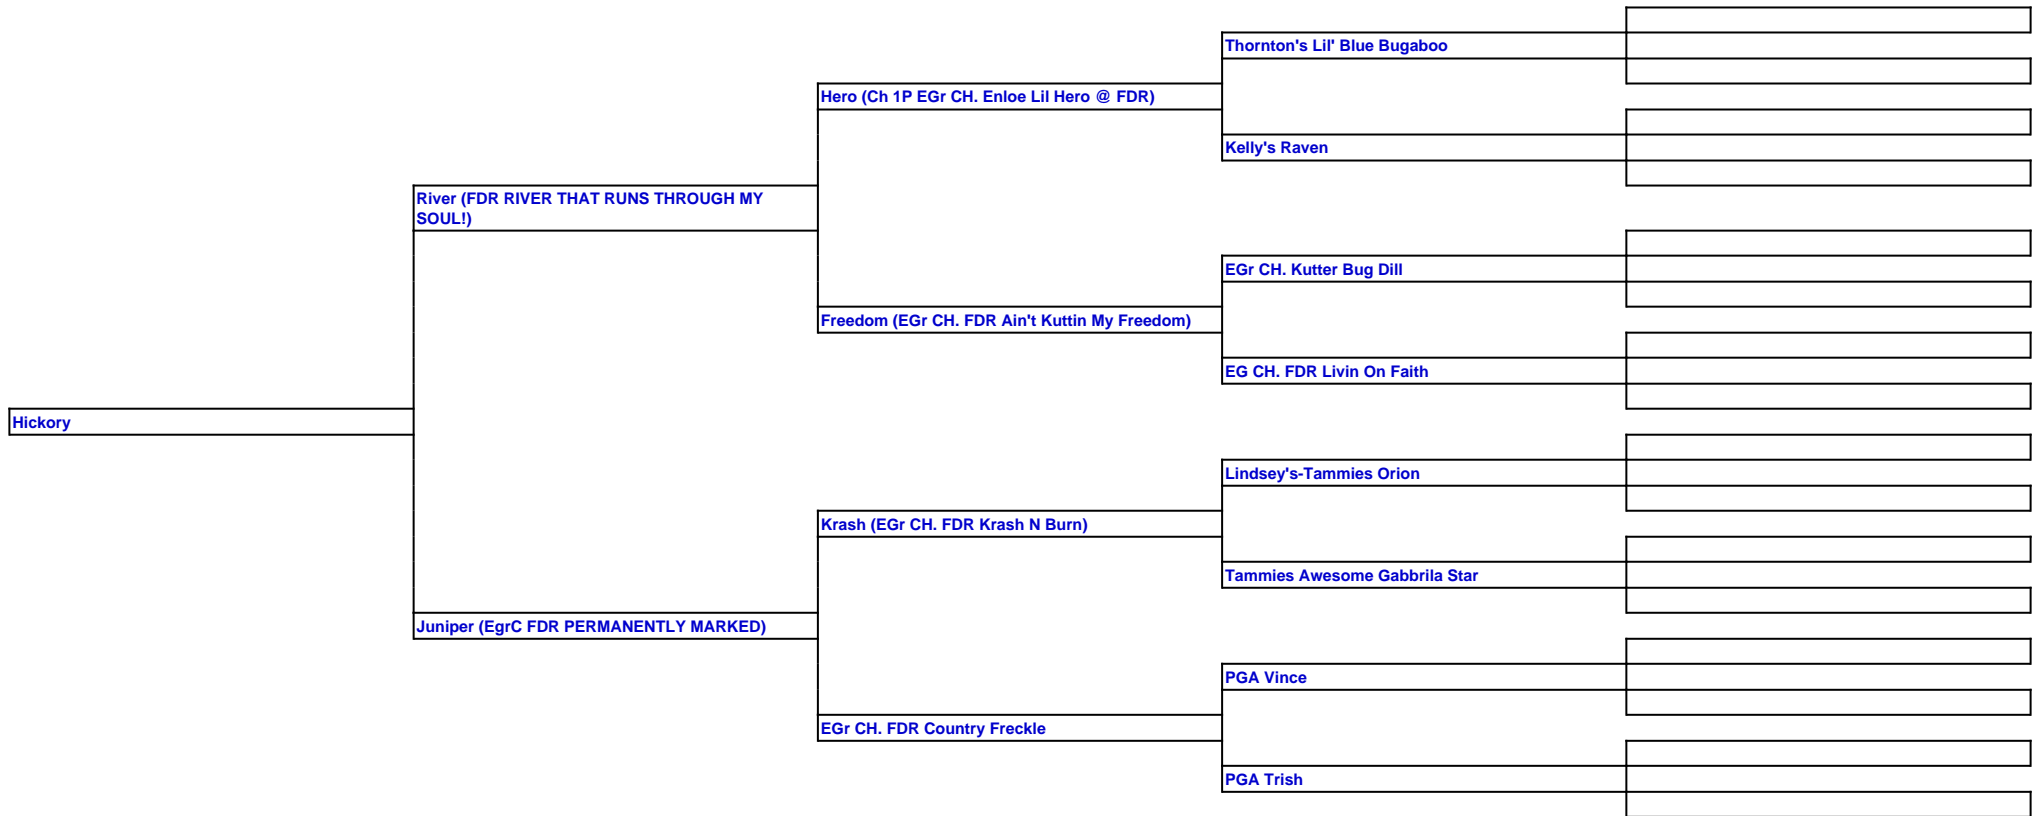 Thornton's Lil' Blue Bugaboo
Hero (Ch 1P EGr CH. Enloe Lil Hero @ FDR)
Kelly's Raven
River (FDR RIVER THAT RUNS THROUGH MY
SOUL!)
EGr CH. Kutter Bug Dill
Freedom (EGr CH. FDR Ain't Kuttin My Freedom)
EG CH. FDR Livin On Faith
Hickory
Lindsey's-Tammies Orion
Krash (EGr CH. FDR Krash N Burn)
Tammies Awesome Gabbrila Star
Juniper (EgrC FDR PERMANENTLY MARKED)
PGA Vince
EGr CH. FDR Country Freckle
PGA Trish